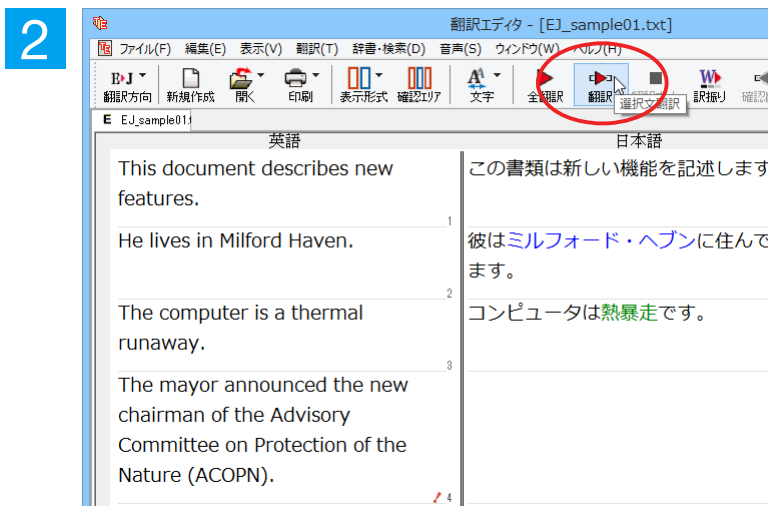 2
翻訳エディタ - [EJ_sample01.txt]
ファイル(F) 編集(E) 表示(V) 翻訳(T) 辞書・検索(D) 音声(S) ウィンドウ(W) ヘルプ(H)
E▸J
翻訳方向 新規作成 開く 印刷 表示形式 確認エリア 文字 全翻訳 翻訳 訳振り
選択文翻訳
E EJ_sample01.t
英語 日本語
This document describes new
features.
1
この書類は新しい機能を記述します
He lives in Milford Haven.
2
彼はミルフォード・ヘブンに住んで
ます。
The computer is a thermal
runaway.
3
コンピュータは熱暴走です。
The mayor announced the new
chairman of the Advisory
Committee on Protection of the
Nature (ACOPN).
4